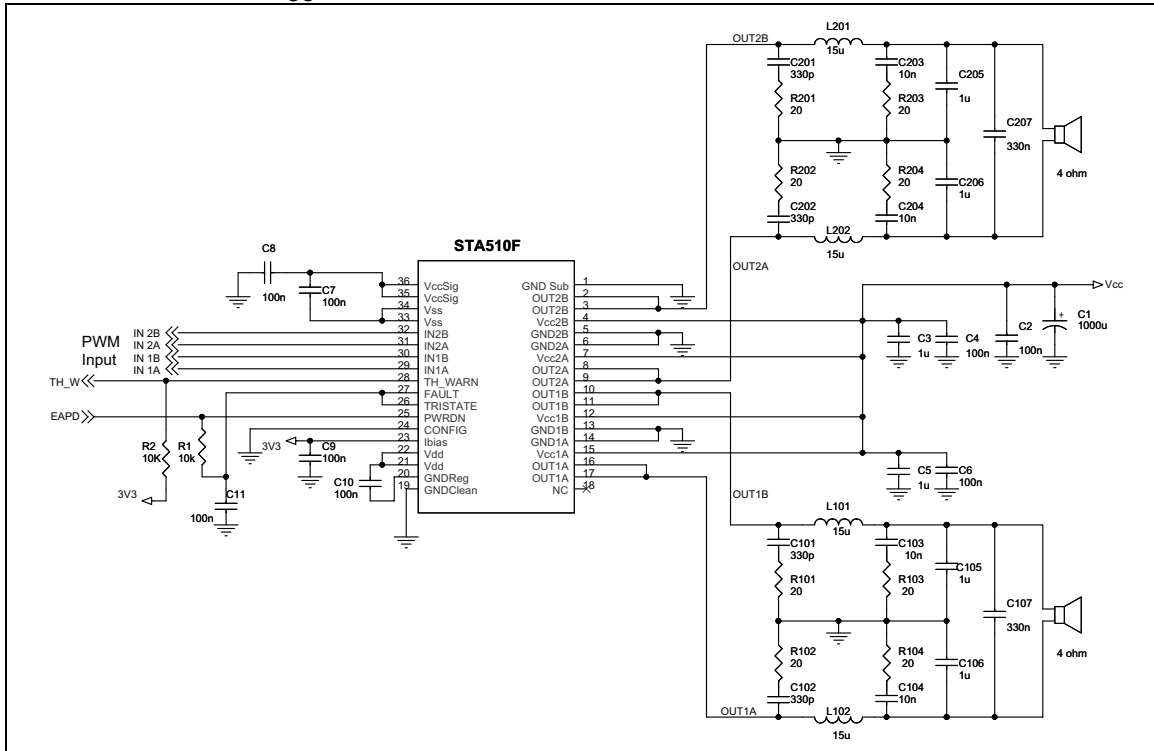 OUT2B
L201
15u
C201
330p
C203
10n
C205
1u
R201
20
R203
20
C207
330n
4 ohm
R202
20
R204
20
C206
1u
C202
330p
C204
10n
L202
15u
OUT2A
STA510F
C8
100n
C7
100n
36 VccSig GND Sub 1
35 VccSig OUT2B 2
34 Vss OUT2B 3
33 Vss Vcc2B 4
32 IN2B GND2B 5
31 IN2A GND2A 6
30 IN1B Vcc2A 7
29 IN1A OUT2A 8
28 TH_WARN OUT2A 9
27 FAULT OUT1B 10
26 TRISTATE OUT1B 11
25 PWRDN Vcc1B 12
24 CONFIG GND1B 13
23 Ibias GND1A 14
22 Vdd Vcc1A 15
21 Vdd OUT1A 16
20 GNDReg OUT1A 17
19 GNDClean NC 18
PWM
Input
IN 2B
IN 2A
IN 1B
IN 1A
TH_W
EAPD
R2
10K
R1
10k
3V3
C9
100n
C10
100n
3V3
C11
100n
Vcc
C3
1u
C4
100n
C2
100n
+
C1
1000u
C5
1u
C6
100n
OUT1B
L101
15u
C101
330p
C103
10n
C105
1u
R101
20
R103
20
C107
330n
4 ohm
R102
20
R104
20
C106
1u
C102
330p
C104
10n
OUT1A
L102
15u